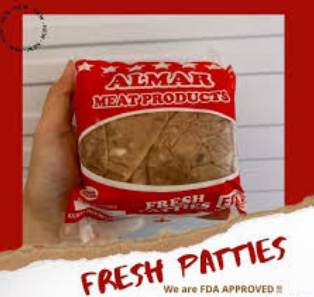 ALMAR
MEAT PRODUCTS
FRESH
PATTIES
FRESH PATTIES
We are FDA APPROVED !!